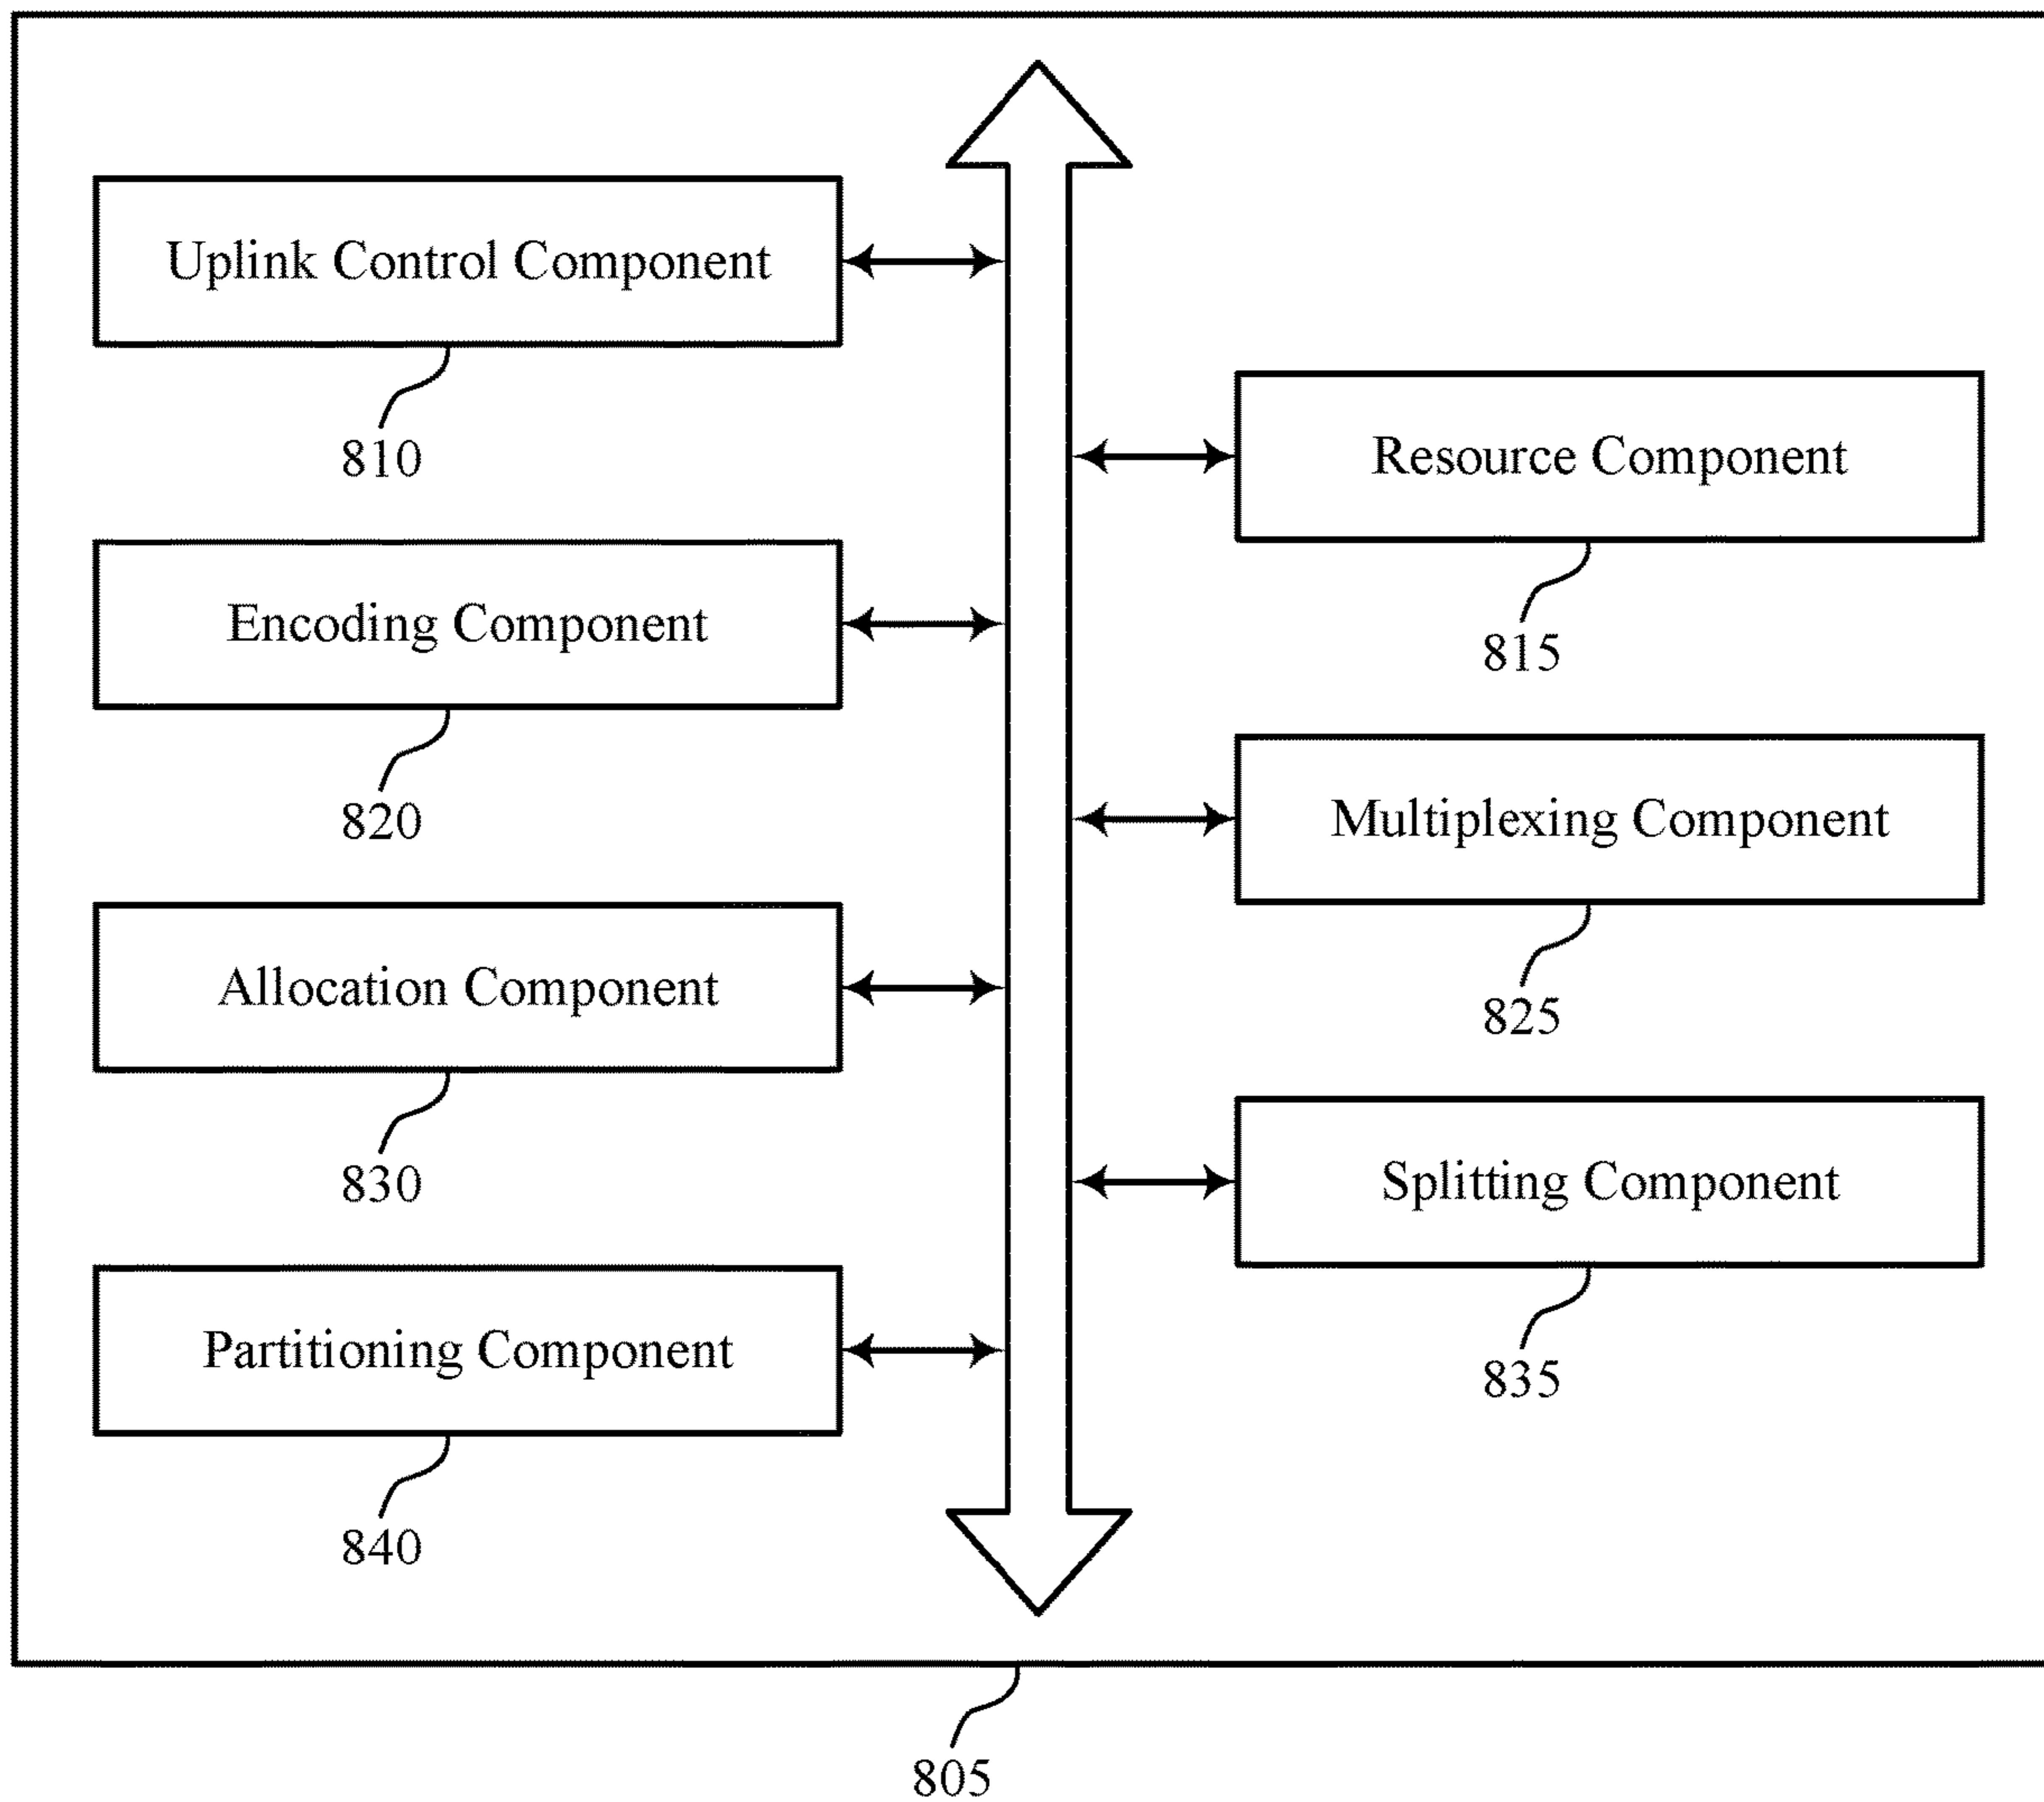 Uplink Control Component
810
Resource Component
815
Encoding Component
820
Multiplexing Component
825
Allocation Component
830
Splitting Component
835
Partitioning Component
840
805